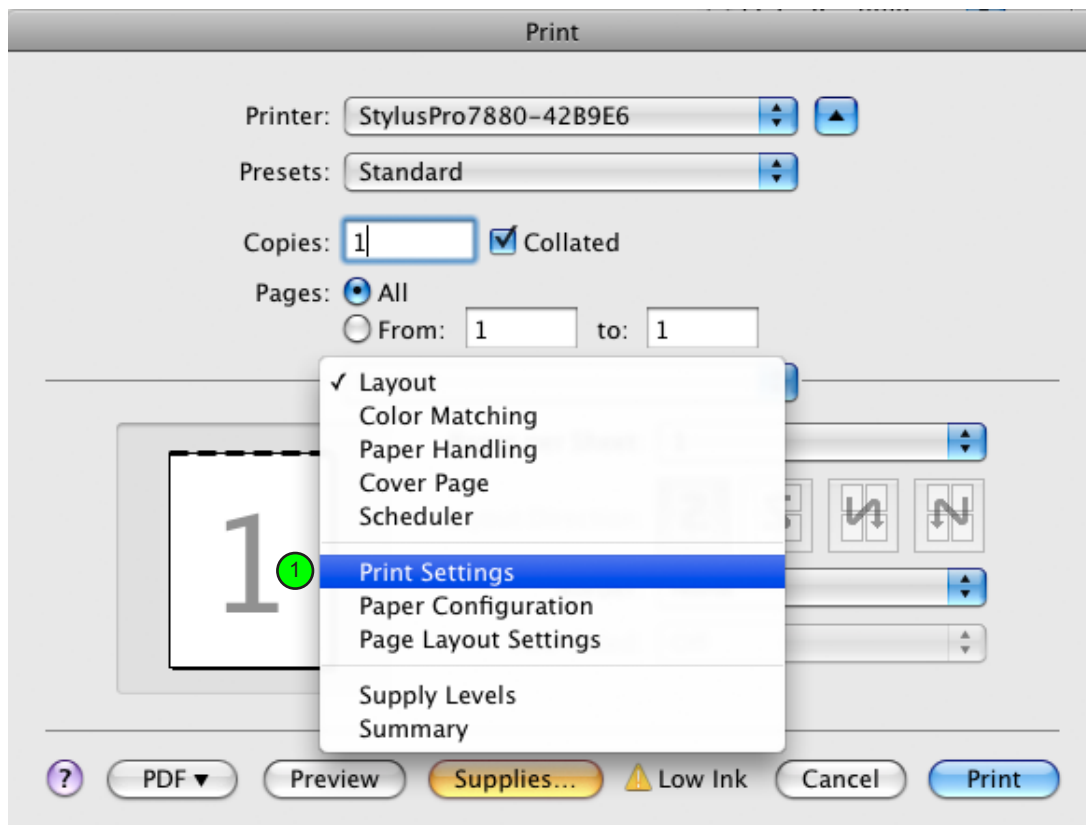 Print
Printer: StylusPro7880-42B9E6
Presets: Standard
Copies: 1 Collated
Pages: All
From: 1 to: 1
✓ Layout
Color Matching
Paper Handling
Cover Page
Scheduler
1
1 Print Settings
Paper Configuration
Page Layout Settings
Supply Levels
Summary
? PDF ▼ Preview Supplies... Low Ink Cancel Print